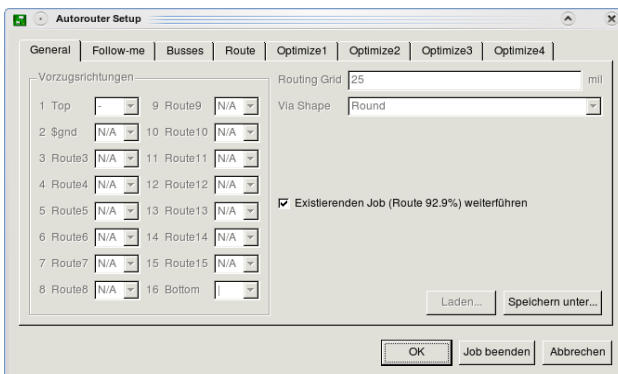 Autorouter Setup
General Follow-me Busses Route Optimize1 Optimize2 Optimize3 Optimize4
Vorzugsrichtungen
Routing Grid 25 mil
1 Top - 9 Route9 N/A
Via Shape Round
2 $gnd N/A 10 Route10 N/A
3 Route3 N/A 11 Route11 N/A
4 Route4 N/A 12 Route12 N/A
5 Route5 N/A 13 Route13 N/A
Existierenden Job (Route 92.9%) weiterführen
6 Route6 N/A 14 Route14 N/A
7 Route7 N/A 15 Route15 N/A
8 Route8 N/A 16 Bottom |
Laden... Speichern unter...
OK Job beenden Abbrechen